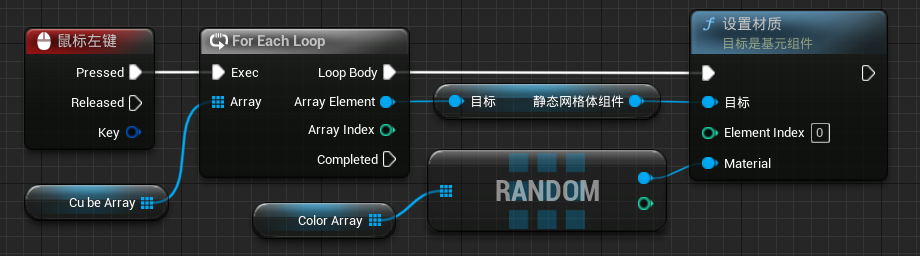 鼠标左键
Pressed
Released
Key
Cu be Array
For Each Loop
Exec
Loop Body
Array
Array Element
Array Index
Completed
目标
静态网格体组件
Color Array
RANDOM
f 设置材质
目标是基元组件
目标
Element Index 0
Material